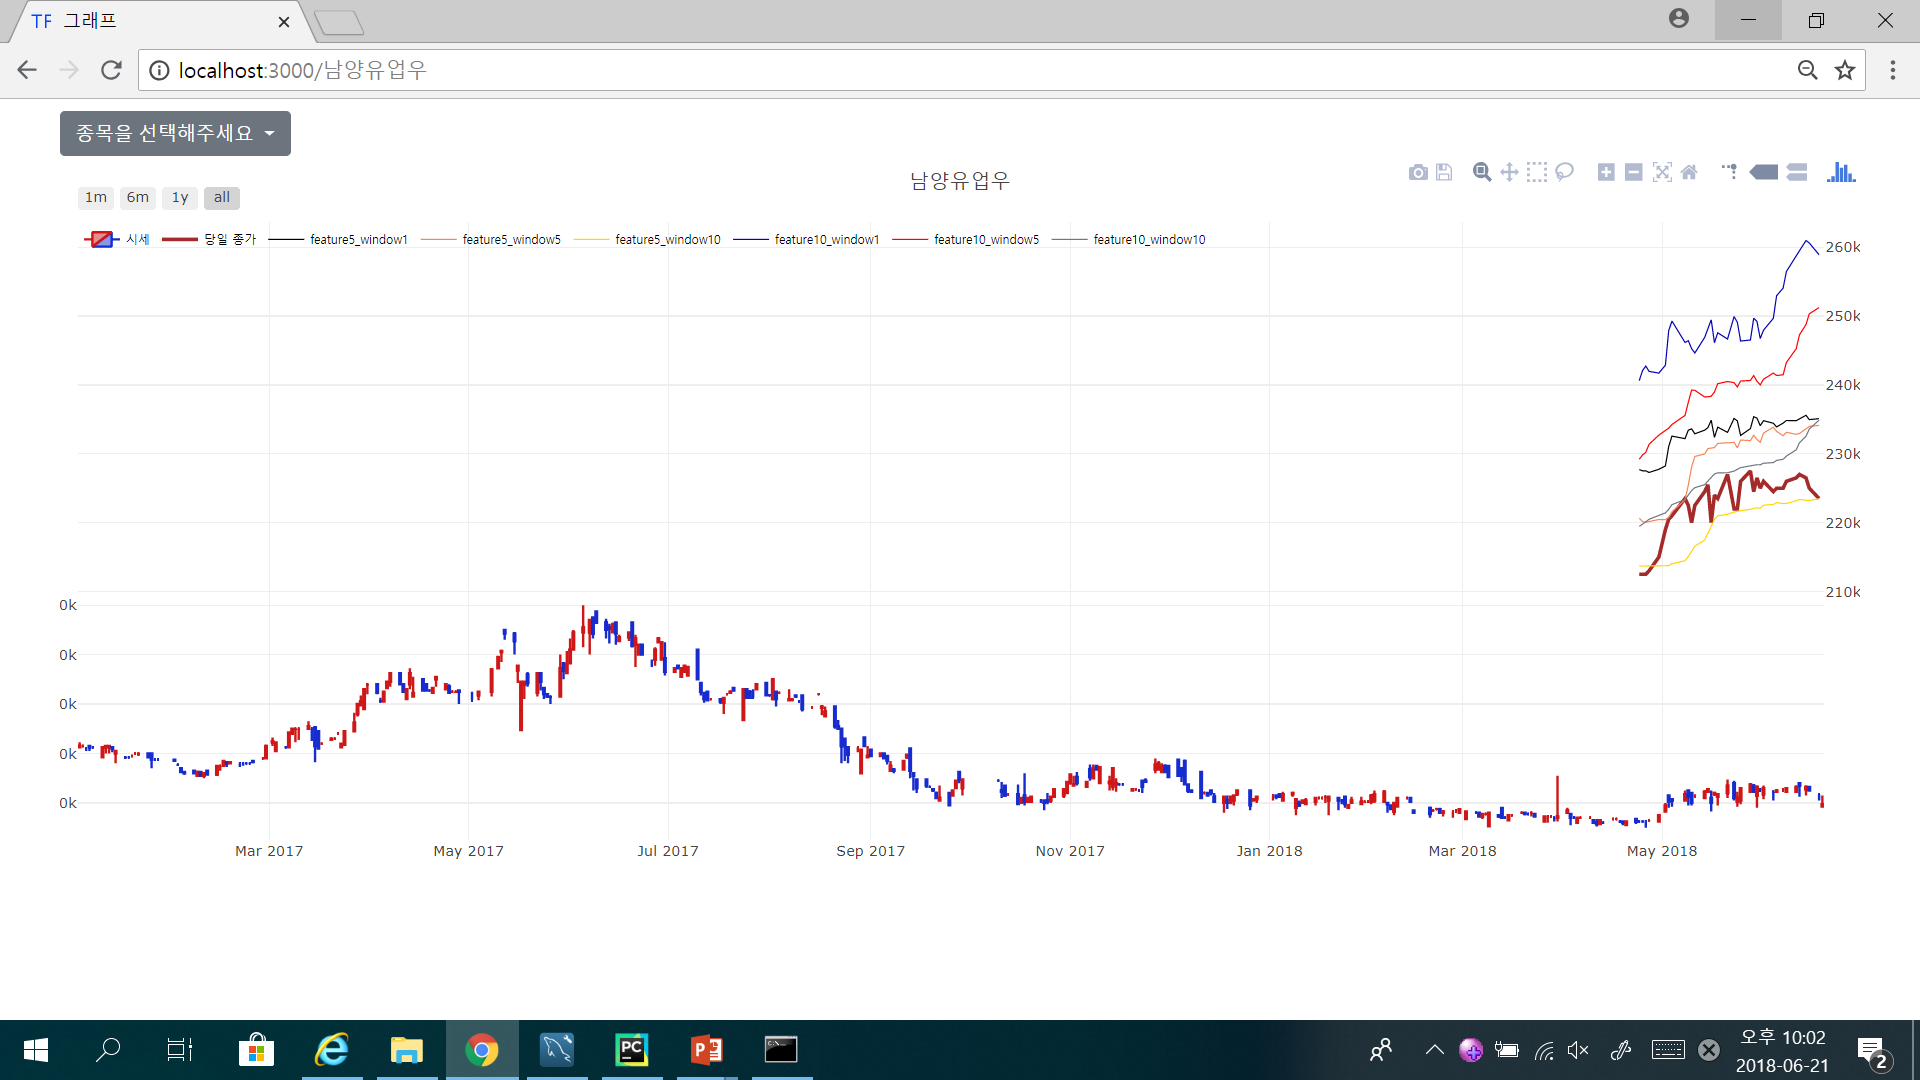 TF 그래프
localhost:3000/남양유업우
종목을 선택해주세요
남양유업우
1m 6m 1y all
시세 당일 종가 feature5_window1 feature5_window5 feature5_window10 feature10_window1 feature10_window5 feature10_window10
260k
250k
240k
230k
220k
210k
0k
0k
0k
0k
0k
Mar 2017 May 2017 Jul 2017 Sep 2017 Nov 2017 Jan 2018 Mar 2018 May 2018
PC
P
오후 10:02
2018-06-21
2